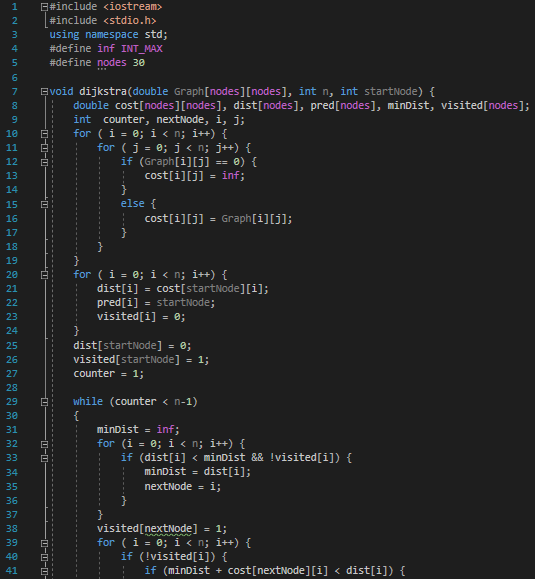 1 #include <iostream>
2 #include <stdio.h>
3 using namespace std;
4 #define inf INT_MAX
5 #define nodes 30
6
7 void dijkstra(double Graph[nodes][nodes], int n, int startNode) {
8 double cost[nodes][nodes], dist[nodes], pred[nodes], minDist, visited[nodes];
9 int counter, nextNode, i, j;
10 for ( i = 0; i < n; i++) {
11 for ( j = 0; j < n; j++) {
12 if (Graph[i][j] == 0) {
13 cost[i][j] = inf;
14 }
15 else {
16 cost[i][j] = Graph[i][j];
17 }
18 }
19 }
20 for ( i = 0; i < n; i++) {
21 dist[i] = cost[startNode][i];
22 pred[i] = startNode;
23 visited[i] = 0;
24 }
25 dist[startNode] = 0;
26 visited[startNode] = 1;
27 counter = 1;
28
29 while (counter < n-1)
30 {
31 minDist = inf;
32 for (i = 0; i < n; i++) {
33 if (dist[i] < minDist && !visited[i]) {
34 minDist = dist[i];
35 nextNode = i;
36 }
37 }
38 visited[nextNode] = 1;
39 for ( i = 0; i < n; i++) {
40 if (!visited[i]) {
41 if (minDist + cost[nextNode][i] < dist[i]) {